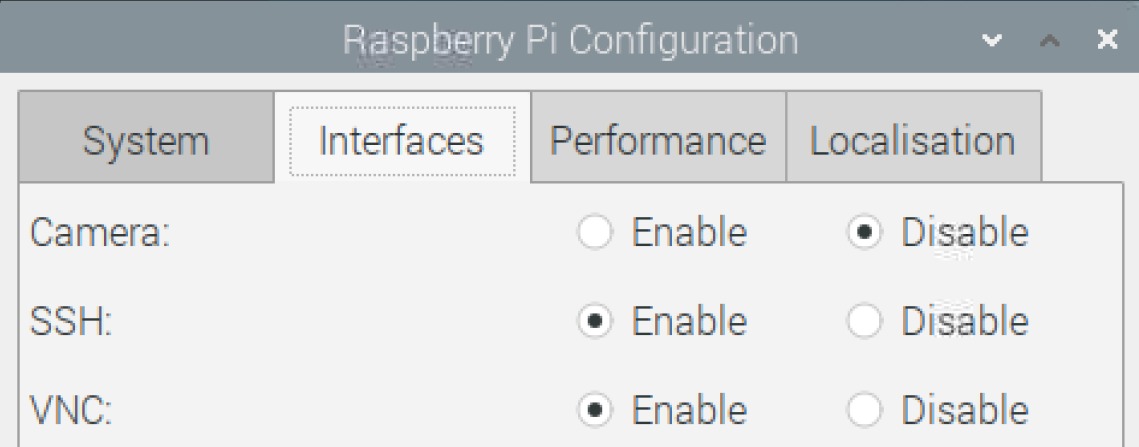 Raspberry Pi Configuration
System Interfaces Performance Localisation
Camera: Enable Disable
SSH: Enable Disable
VNC: Enable Disable